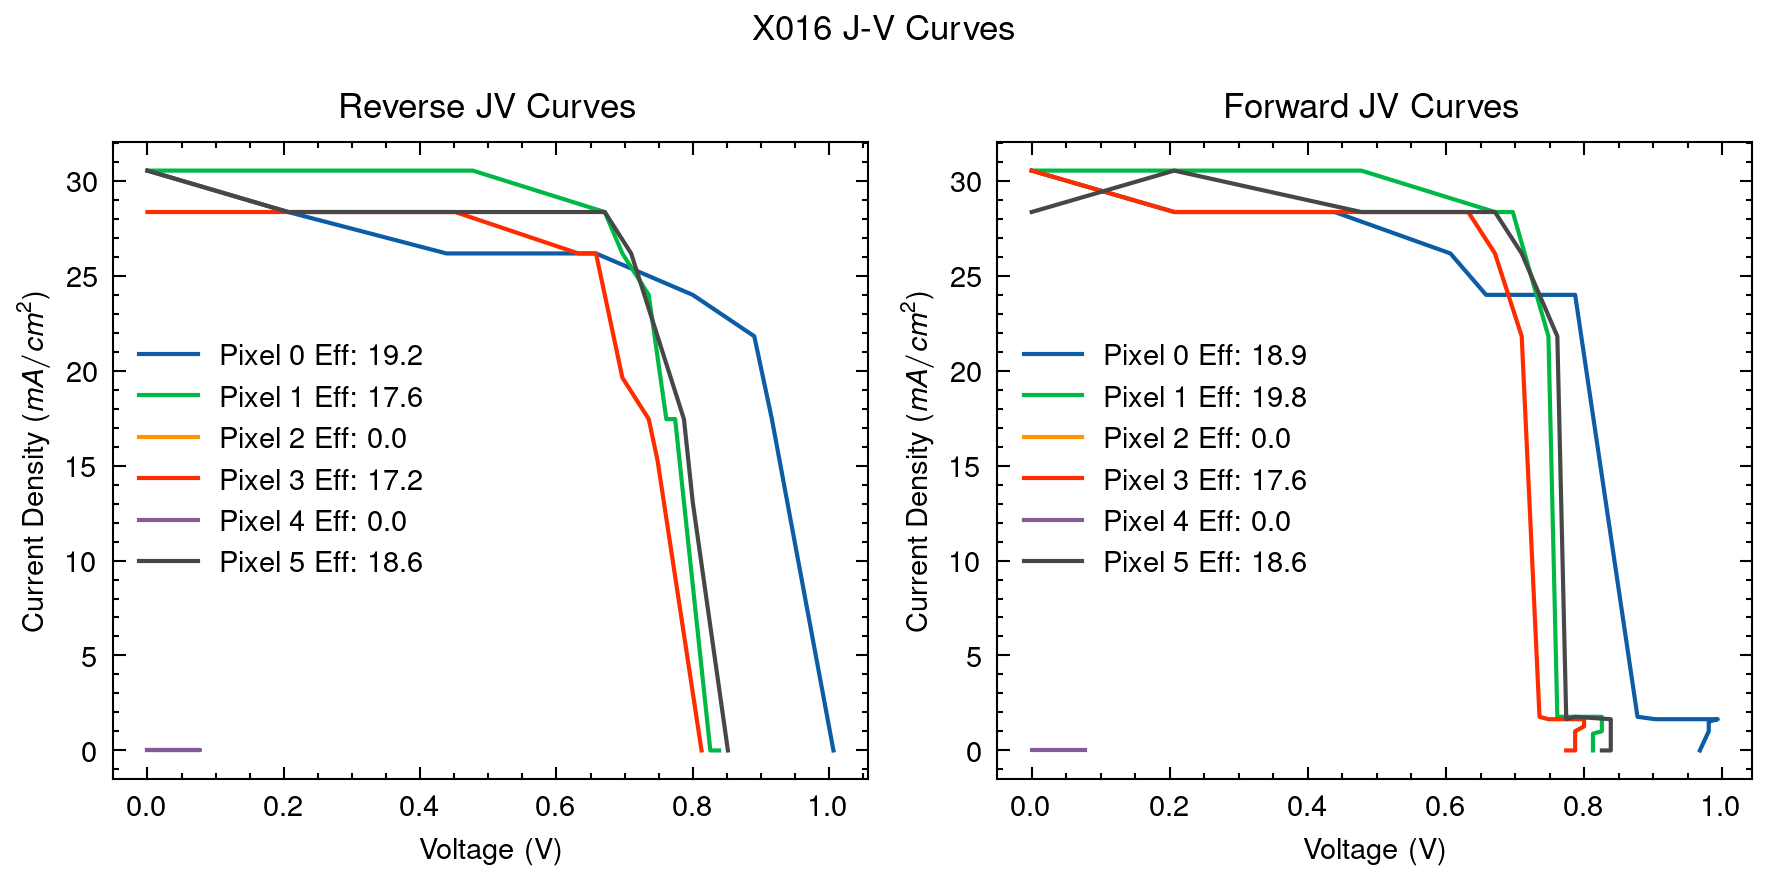 X016 J-V Curves
Reverse JV Curves
Current Density (mA/cm²)
30
25
20
15
10
5
0
Pixel 0 Eff: 19.2
Pixel 1 Eff: 17.6
Pixel 2 Eff: 0.0
Pixel 3 Eff: 17.2
Pixel 4 Eff: 0.0
Pixel 5 Eff: 18.6
0.0 0.2 0.4 0.6 0.8 1.0
Voltage (V)
Forward JV Curves
Current Density (mA/cm²)
30
25
20
15
10
5
0
Pixel 0 Eff: 18.9
Pixel 1 Eff: 19.8
Pixel 2 Eff: 0.0
Pixel 3 Eff: 17.6
Pixel 4 Eff: 0.0
Pixel 5 Eff: 18.6
0.0 0.2 0.4 0.6 0.8 1.0
Voltage (V)